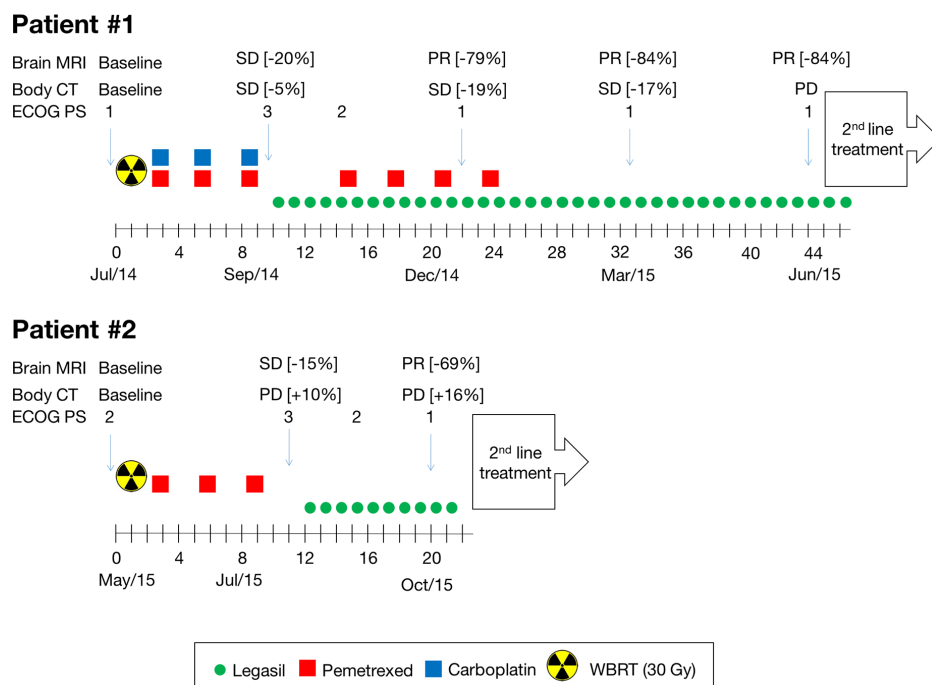 Patient #1
Brain MRI Baseline SD [-20%] PR [-79%] PR [-84%] PR [-84%]
Body CT Baseline SD [-5%] SD [-19%] SD [-17%] PD
ECOG PS 1 3 2 1 1 1
2nd line
treatment
0 4 8 12 16 20 24 28 32 36 40 44
Jul/14 Sep/14 Dec/14 Mar/15 Jun/15
Patient #2
Brain MRI Baseline SD [-15%] PR [-69%]
Body CT Baseline PD [+10%] PD [+16%]
ECOG PS 2 3 2 1
2nd line
treatment
0 4 8 12 16 20
May/15 Jul/15 Oct/15
Legasil Pemetrexed Carboplatin WBRT (30 Gy)